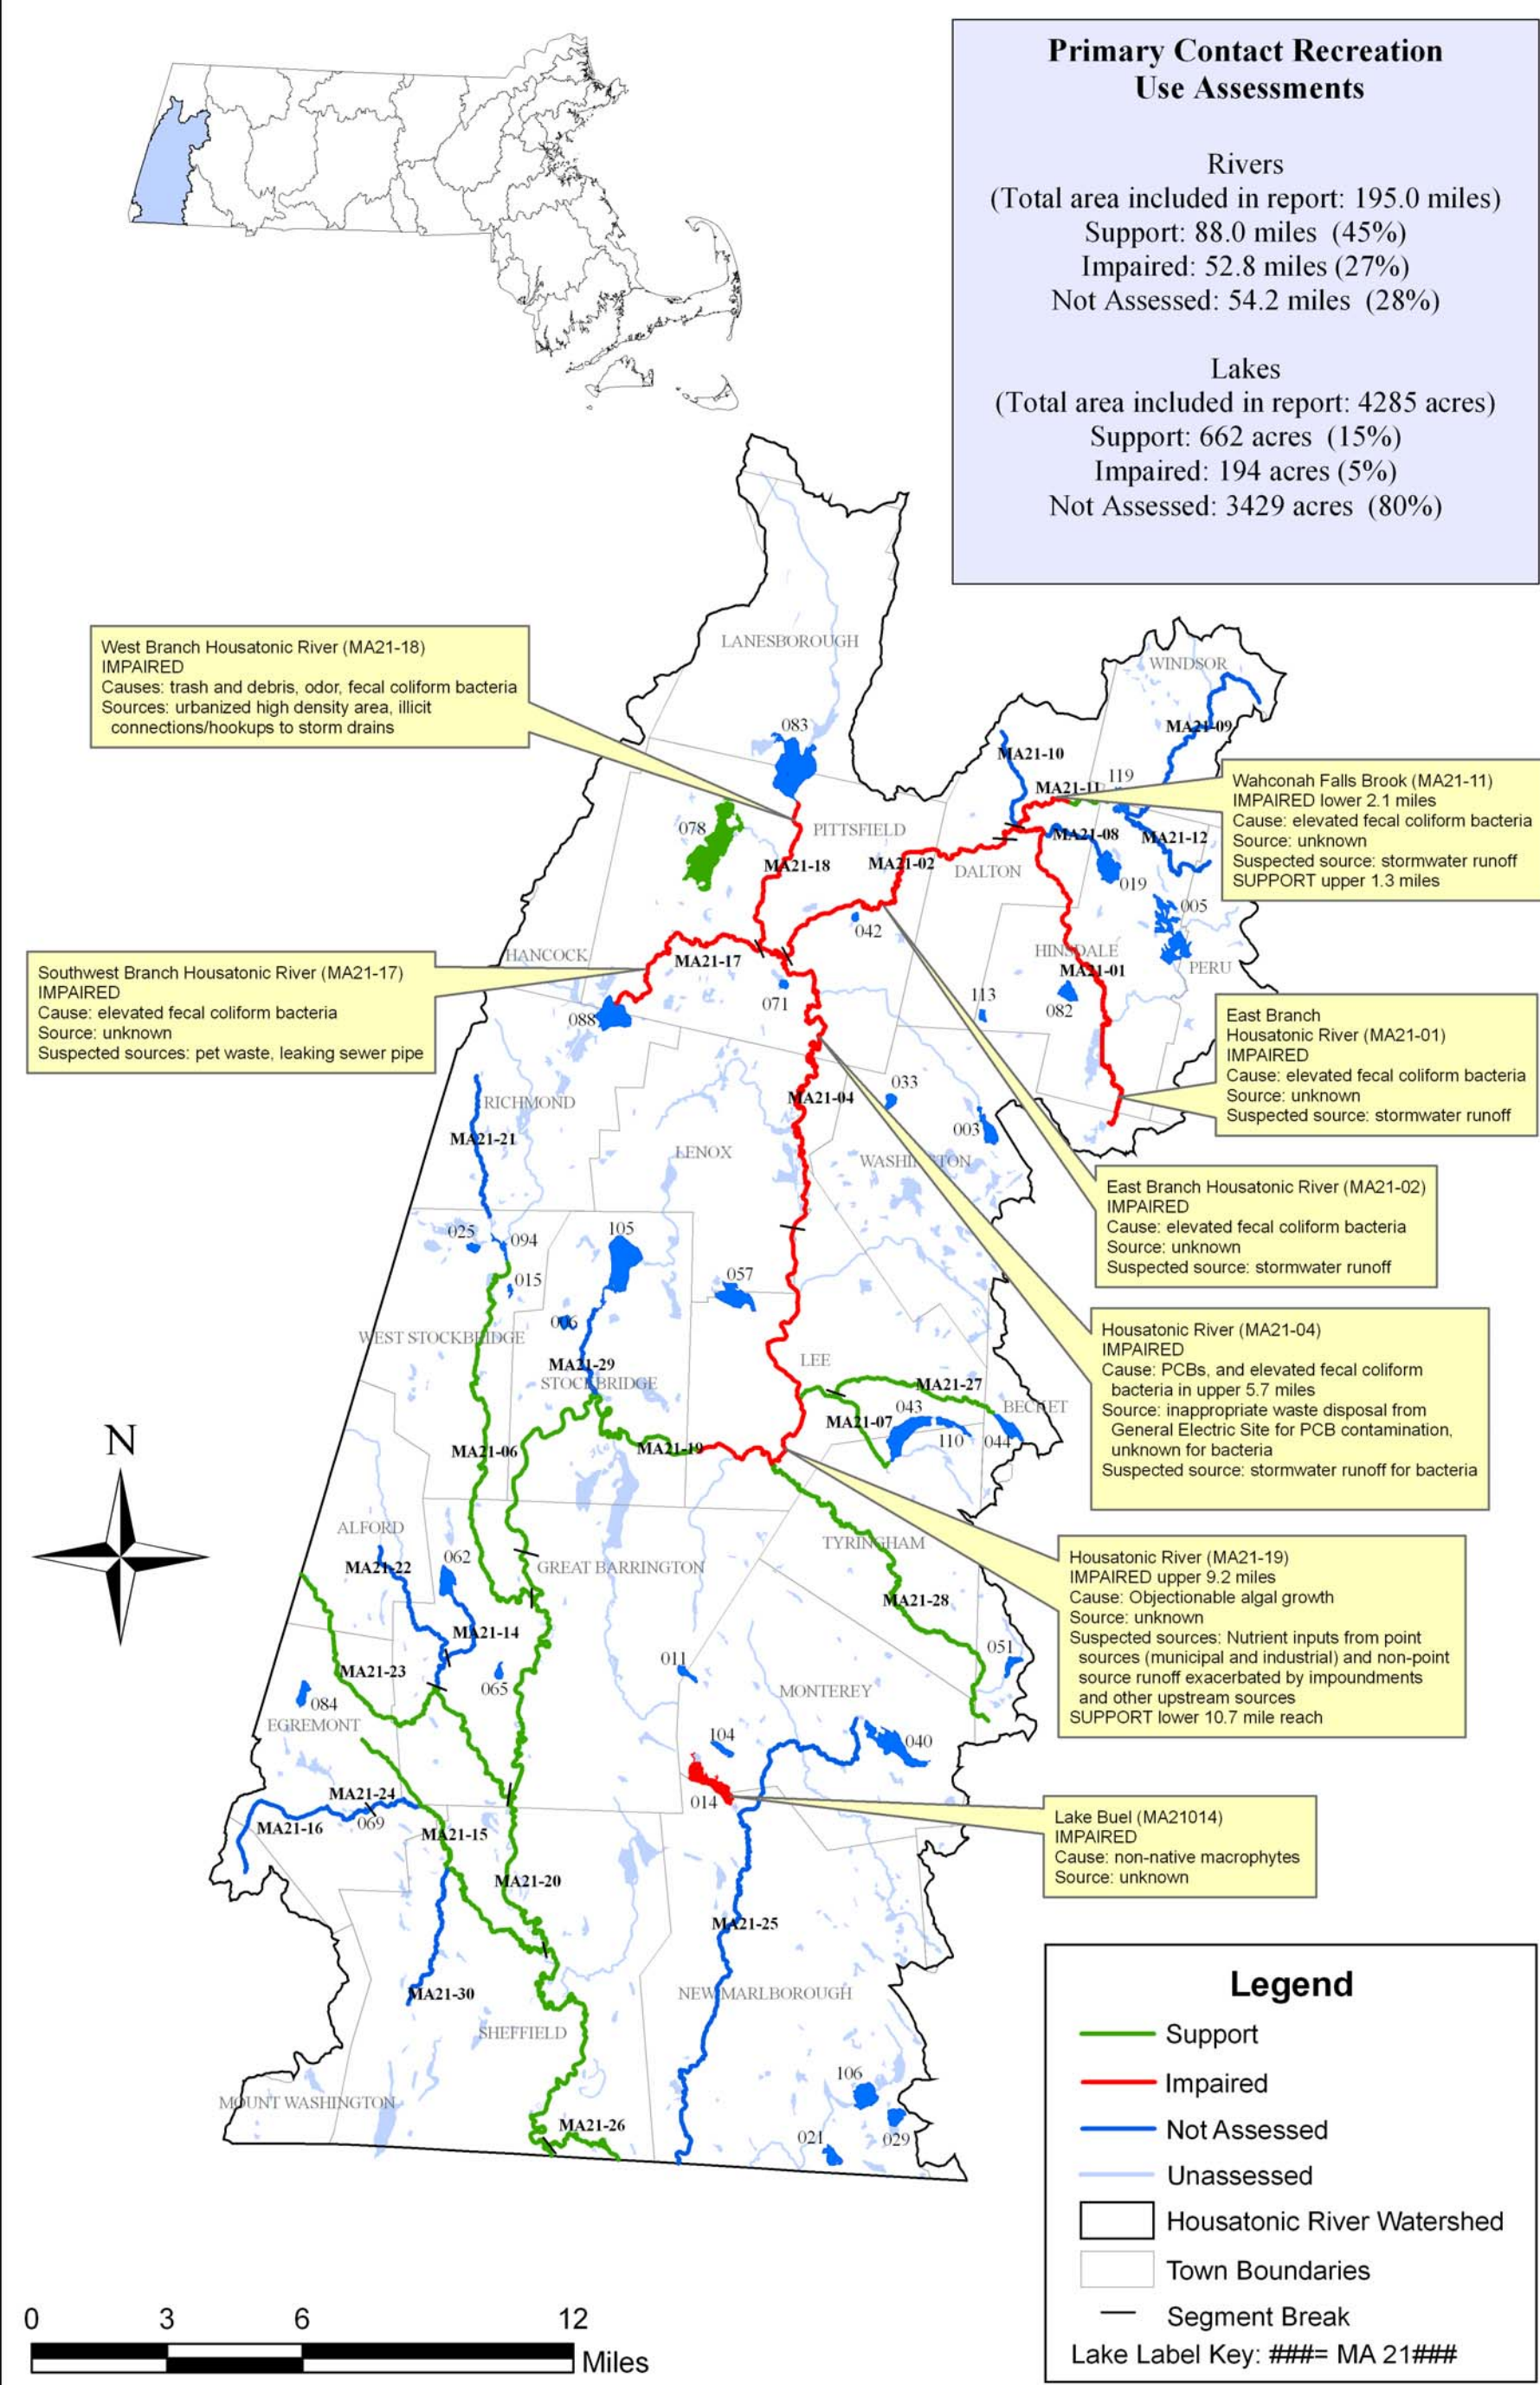 Primary Contact Recreation
Use Assessments
Rivers
(Total area included in report: 195.0 miles)
Support: 88.0 miles (45%)
Impaired: 52.8 miles (27%)
Not Assessed: 54.2 miles (28%)
Lakes
(Total area included in report: 4285 acres)
Support: 662 acres (15%)
Impaired: 194 acres (5%)
Not Assessed: 3429 acres (80%)
West Branch Housatonic River (MA21-18)
IMPAIRED
Causes: trash and debris, odor, fecal coliform bacteria
Sources: urbanized high density area, illicit
connections/hookups to storm drains
LANESBOROUGH
WINDSOR
083
MA21-09
MA21-10
119
MA21-11
Wahconah Falls Brook (MA21-11)
IMPAIRED lower 2.1 miles
Cause: elevated fecal coliform bacteria
Source: unknown
Suspected source: stormwater runoff
SUPPORT upper 1.3 miles
078
PITTSFIELD
MA21-08
MA21-12
MA21-18
MA21-02
DALTON
019
005
042
HANCOCK
MA21-17
HINSDALE
MA21-01
PERU
Southwest Branch Housatonic River (MA21-17)
IMPAIRED
Cause: elevated fecal coliform bacteria
Source: unknown
Suspected sources: pet waste, leaking sewer pipe
071
113
082
088
East Branch
Housatonic River (MA21-01)
IMPAIRED
Cause: elevated fecal coliform bacteria
Source: unknown
Suspected source: stormwater runoff
RICHMOND
MA21-04
033
MA21-21
003
LENOX
WASHINGTON
East Branch Housatonic River (MA21-02)
IMPAIRED
Cause: elevated fecal coliform bacteria
Source: unknown
Suspected source: stormwater runoff
025
094
105
015
057
006
WEST STOCKBRIDGE
MA21-29
STOCKBRIDGE
LEE
MA21-27
043
BECKET
MA21-07
110
044
MA21-06
MA21-19
Housatonic River (MA21-04)
IMPAIRED
Cause: PCBs, and elevated fecal coliform
bacteria in upper 5.7 miles
Source: inappropriate waste disposal from
General Electric Site for PCB contamination,
unknown for bacteria
Suspected source: stormwater runoff for bacteria
N
ALFORD
MA21-22
062
GREAT BARRINGTON
TYRINGHAM
MA21-28
MA21-14
Housatonic River (MA21-19)
IMPAIRED upper 9.2 miles
Cause: Objectionable algal growth
Source: unknown
Suspected sources: Nutrient inputs from point
sources (municipal and industrial) and non-point
source runoff exacerbated by impoundments
and other upstream sources
SUPPORT lower 10.7 mile reach
MA21-23
065
011
051
084
EGREMONT
MONTEREY
104
040
014
MA21-24
069
MA21-16
MA21-15
Lake Buel (MA21014)
IMPAIRED
Cause: non-native macrophytes
Source: unknown
MA21-20
MA21-25
MA21-30
NEW MARLBOROUGH
SHEFFIELD
106
MOUNT WASHINGTON
MA21-26
021
029
Legend
Support
Impaired
Not Assessed
Unassessed
Housatonic River Watershed
Town Boundaries
Segment Break
Lake Label Key: ###= MA 21###
0 3 6 12
Miles